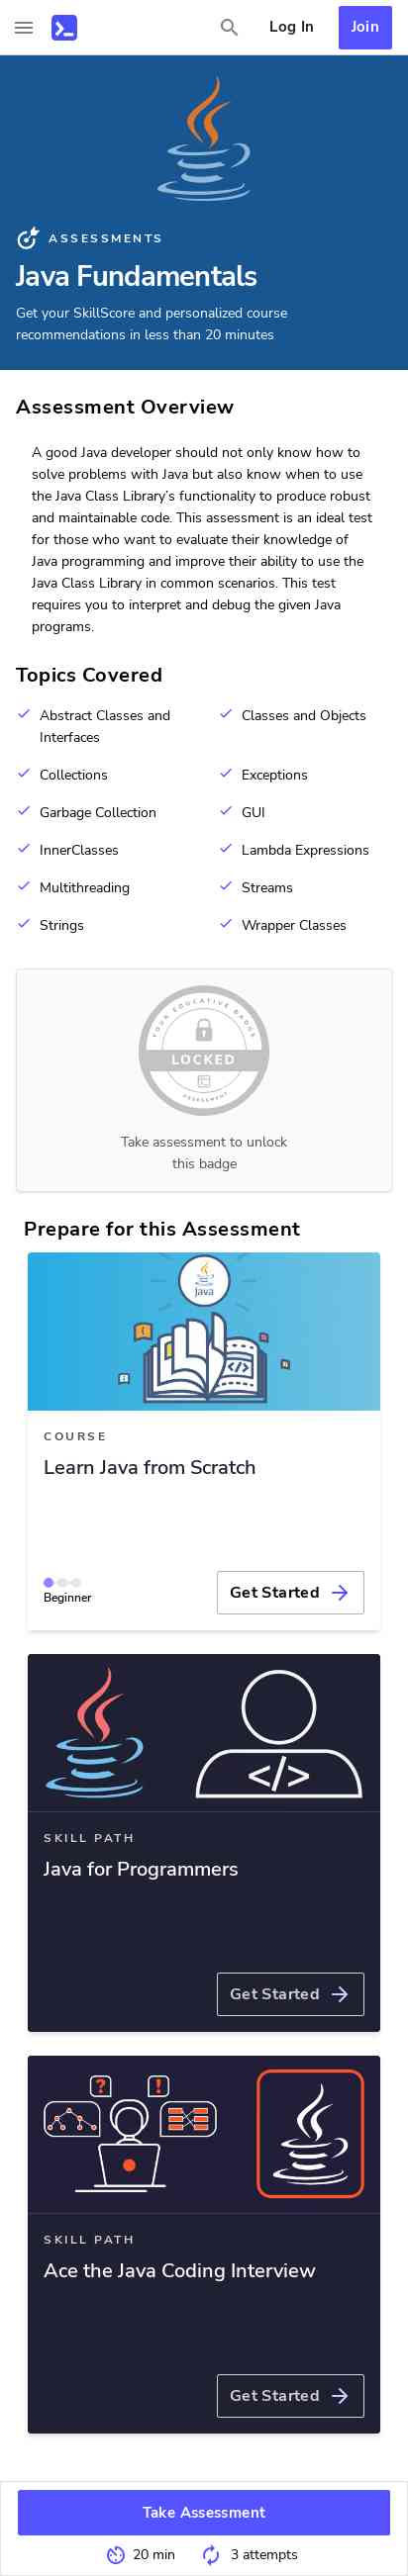 Log In
Join
ASSESSMENTS
Java Fundamentals
Get your SkillScore and personalized course
recommendations in less than 20 minutes
Assessment Overview
A good Java developer should not only know how to
solve problems with Java but also know when to use
the Java Class Library’s functionality to produce robust
and maintainable code. This assessment is an ideal test
for those who want to evaluate their knowledge of
Java programming and improve their ability to use the
Java Class Library in common scenarios. This test
requires you to interpret and debug the given Java
programs.
Topics Covered
Abstract Classes and
Interfaces
Classes and Objects
Collections
Exceptions
Garbage Collection
GUI
InnerClasses
Lambda Expressions
Multithreading
Streams
Strings
Wrapper Classes
YOUR EDUCATIVE BADGE
LOCKED
ASSESSMENT
Take assessment to unlock
this badge
Prepare for this Assessment
Java
</>
COURSE
Learn Java from Scratch
Beginner
Get Started
</>
SKILL PATH
Java for Programmers
Get Started
? !
SKILL PATH
Ace the Java Coding Interview
Get Started
Take Assessment
20 min
3 attempts